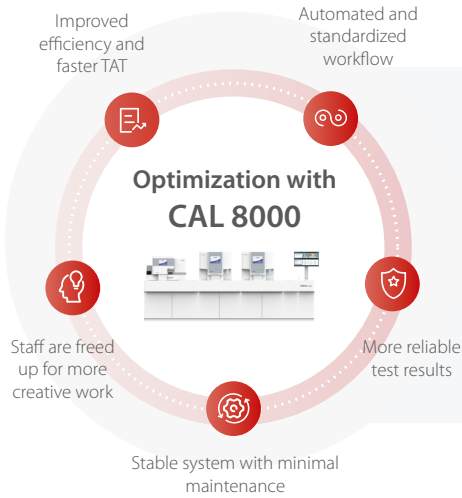 Improved
efficiency and
faster TAT
Automated and
standardized
workflow
Optimization with
CAL 8000
Staff are freed
up for more
creative work
More reliable
test results
Stable system with minimal
maintenance